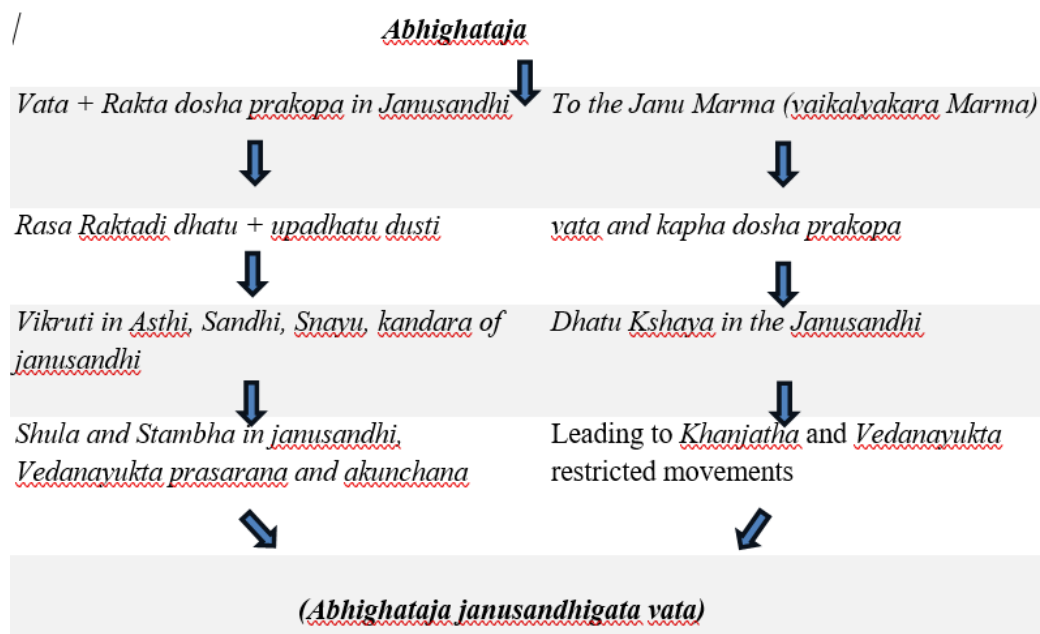 /
Abhighataja
Vata + Rakta dosha prakopa in Janusandhi
To the Janu Marma (vaikalyakara Marma)
Rasa Raktadi dhatu + upadhatu dusti
vata and kapha dosha prakopa
Vikruti in Asthi, Sandhi, Snayu, kandara of
janusandhi
Dhatu Kshaya in the Janusandhi
Shula and Stambha in janusandhi,
Vedanayukta prasarana and akunchana
Leading to Khanjatha and Vedanayukta
restricted movements
(Abhighataja janusandhigata vata)